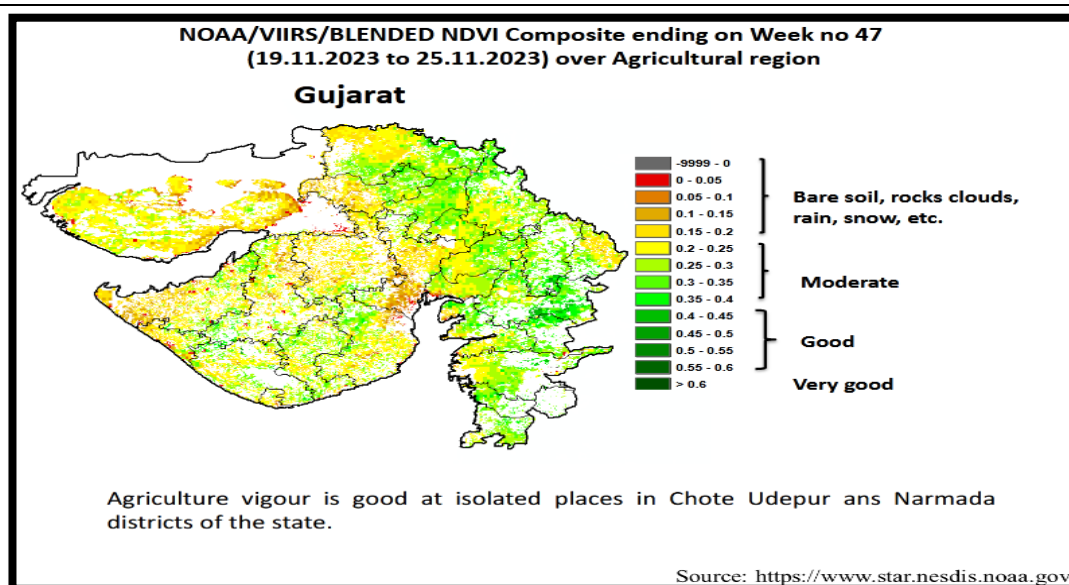 NOAA/VIIRS/BLENDED NDVI Composite ending on Week no 47
(19.11.2023 to 25.11.2023) over Agricultural region
Gujarat
-9999 - 0
0 - 0.05
0.05 - 0.1
0.1 - 0.15
0.15 - 0.2
0.2 - 0.25
0.25 - 0.3
0.3 - 0.35
0.35 - 0.4
0.4 - 0.45
0.45 - 0.5
0.5 - 0.55
0.55 - 0.6
> 0.6
Bare soil, rocks clouds,
rain, snow, etc.
Moderate
Good
Very good
Agriculture vigour is good at isolated places in Chote Udepur ans Narmada
districts of the state.
Source: https://www.star.nesdis.noaa.gov